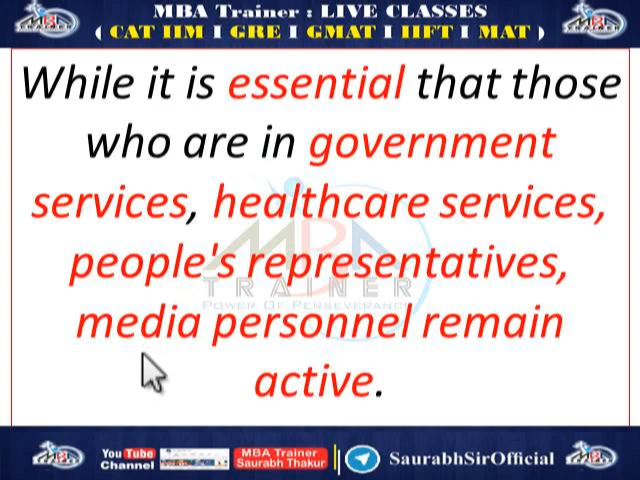 MBA Trainer : LIVE CLASSES
( CAT IIM I GRE I GMAT I IIFT I MAT )
While it is essential that those
who are in government
services, healthcare services,
people's representatives,
media personnel remain
active.
MBA
TRAINER
POWER OF PERSEVERANCE
You Tube
Channel
MBA Trainer
Saurabh Thakur
SaurabhSirOfficial